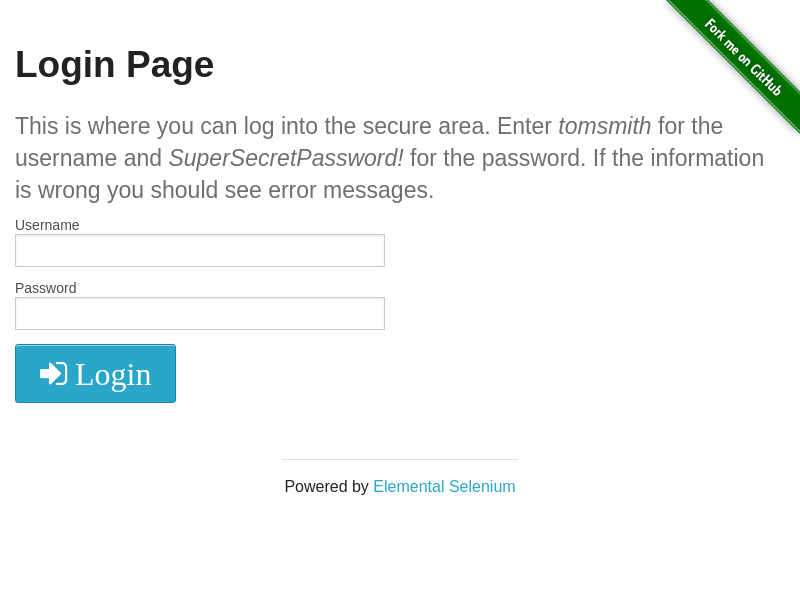 Fork me on GitHub
Login Page
This is where you can log into the secure area. Enter tomsmith for the
username and SuperSecretPassword! for the password. If the information
is wrong you should see error messages.
Username
Password
Login
Powered by Elemental Selenium